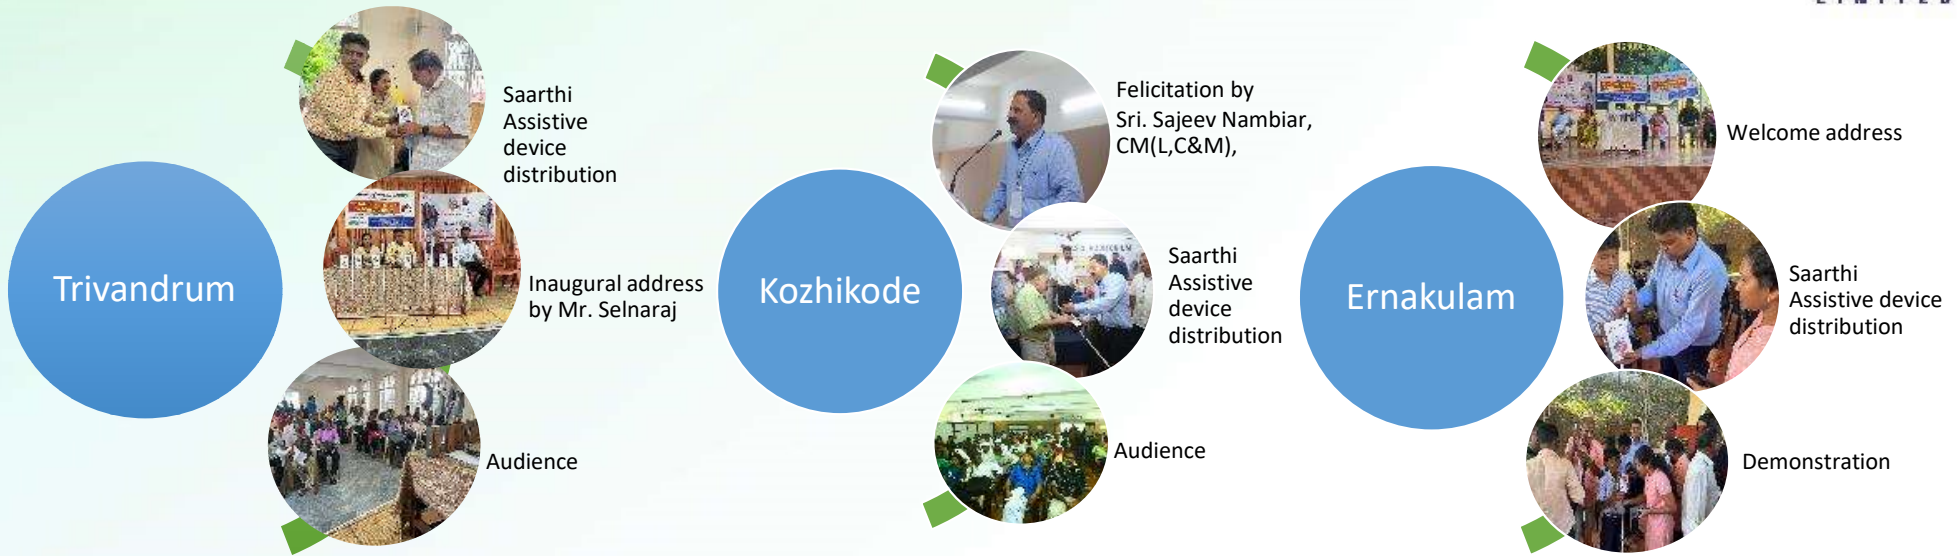 Trivandrum
Saarthi
Assistive
device
distribution
Inaugural address
by Mr. Selnaraj
Audience
Kozhikode
Felicitation by
Sri. Sajeev Nambiar,
CM(L,C&M),
Saarthi
Assistive
device
distribution
Audience
Ernakulam
Welcome address
Saarthi
Assistive device
distribution
Demonstration